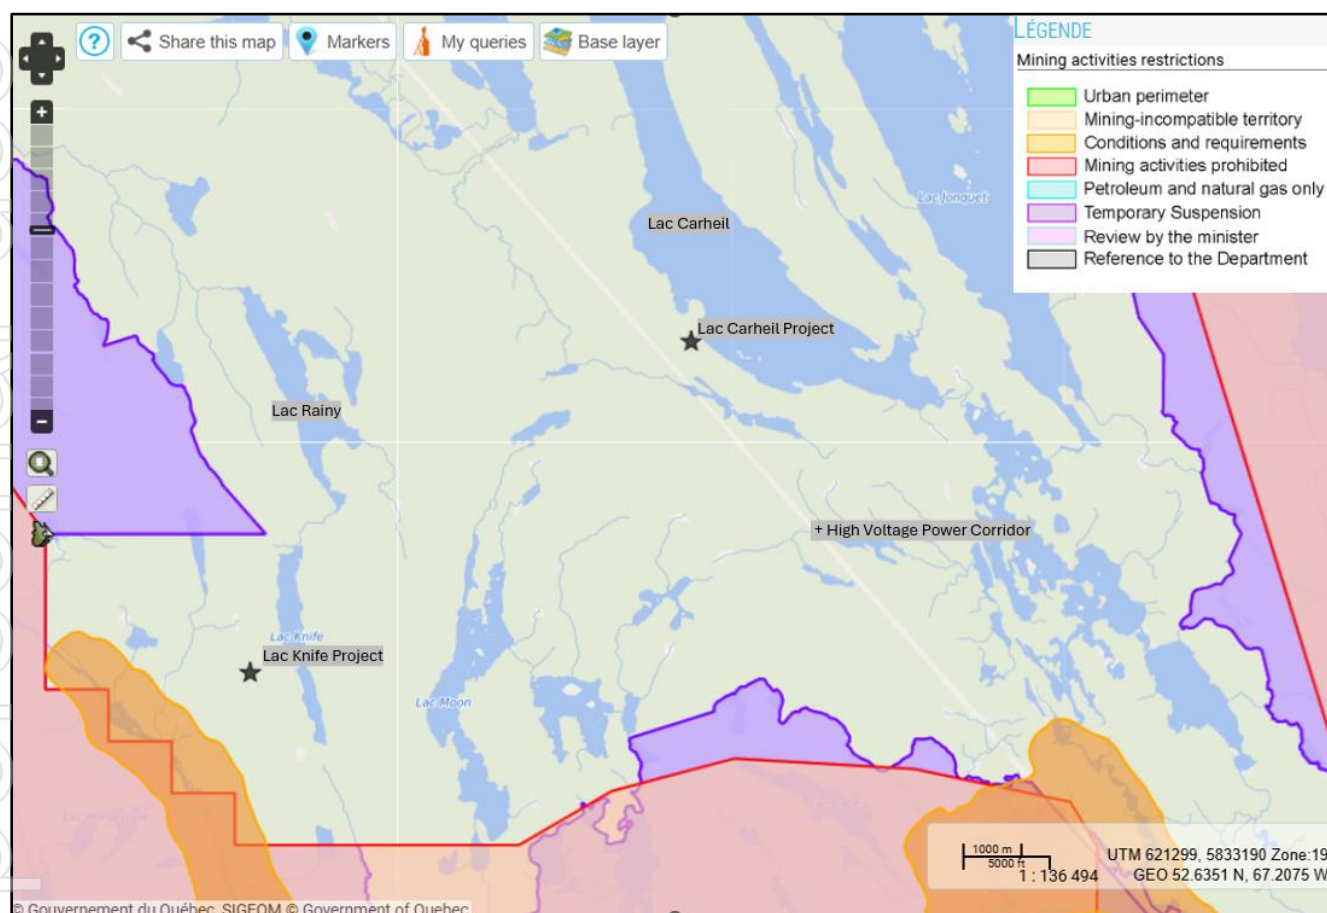 Share this map
Markers
My queries
Base layer
LÉGENDE
Mining activities restrictions
Urban perimeter
Mining-incompatible territory
Conditions and requirements
Mining activities prohibited
Petroleum and natural gas only
Temporary Suspension
Review by the minister
Reference to the Department
Lac Jonquet
Lac Carheil
Lac Carheil Project
Lac Rainy
+ High Voltage Power Corridor
Lac Knife
Lac Knife Project
Lac Moon
1000 m
5000 ft
1 : 136 494
UTM 621299, 5833190 Zone:19
GEO 52.6351 N, 67.2075 W
© Gouvernement du Québec, SIGEOM © Government of Quebec